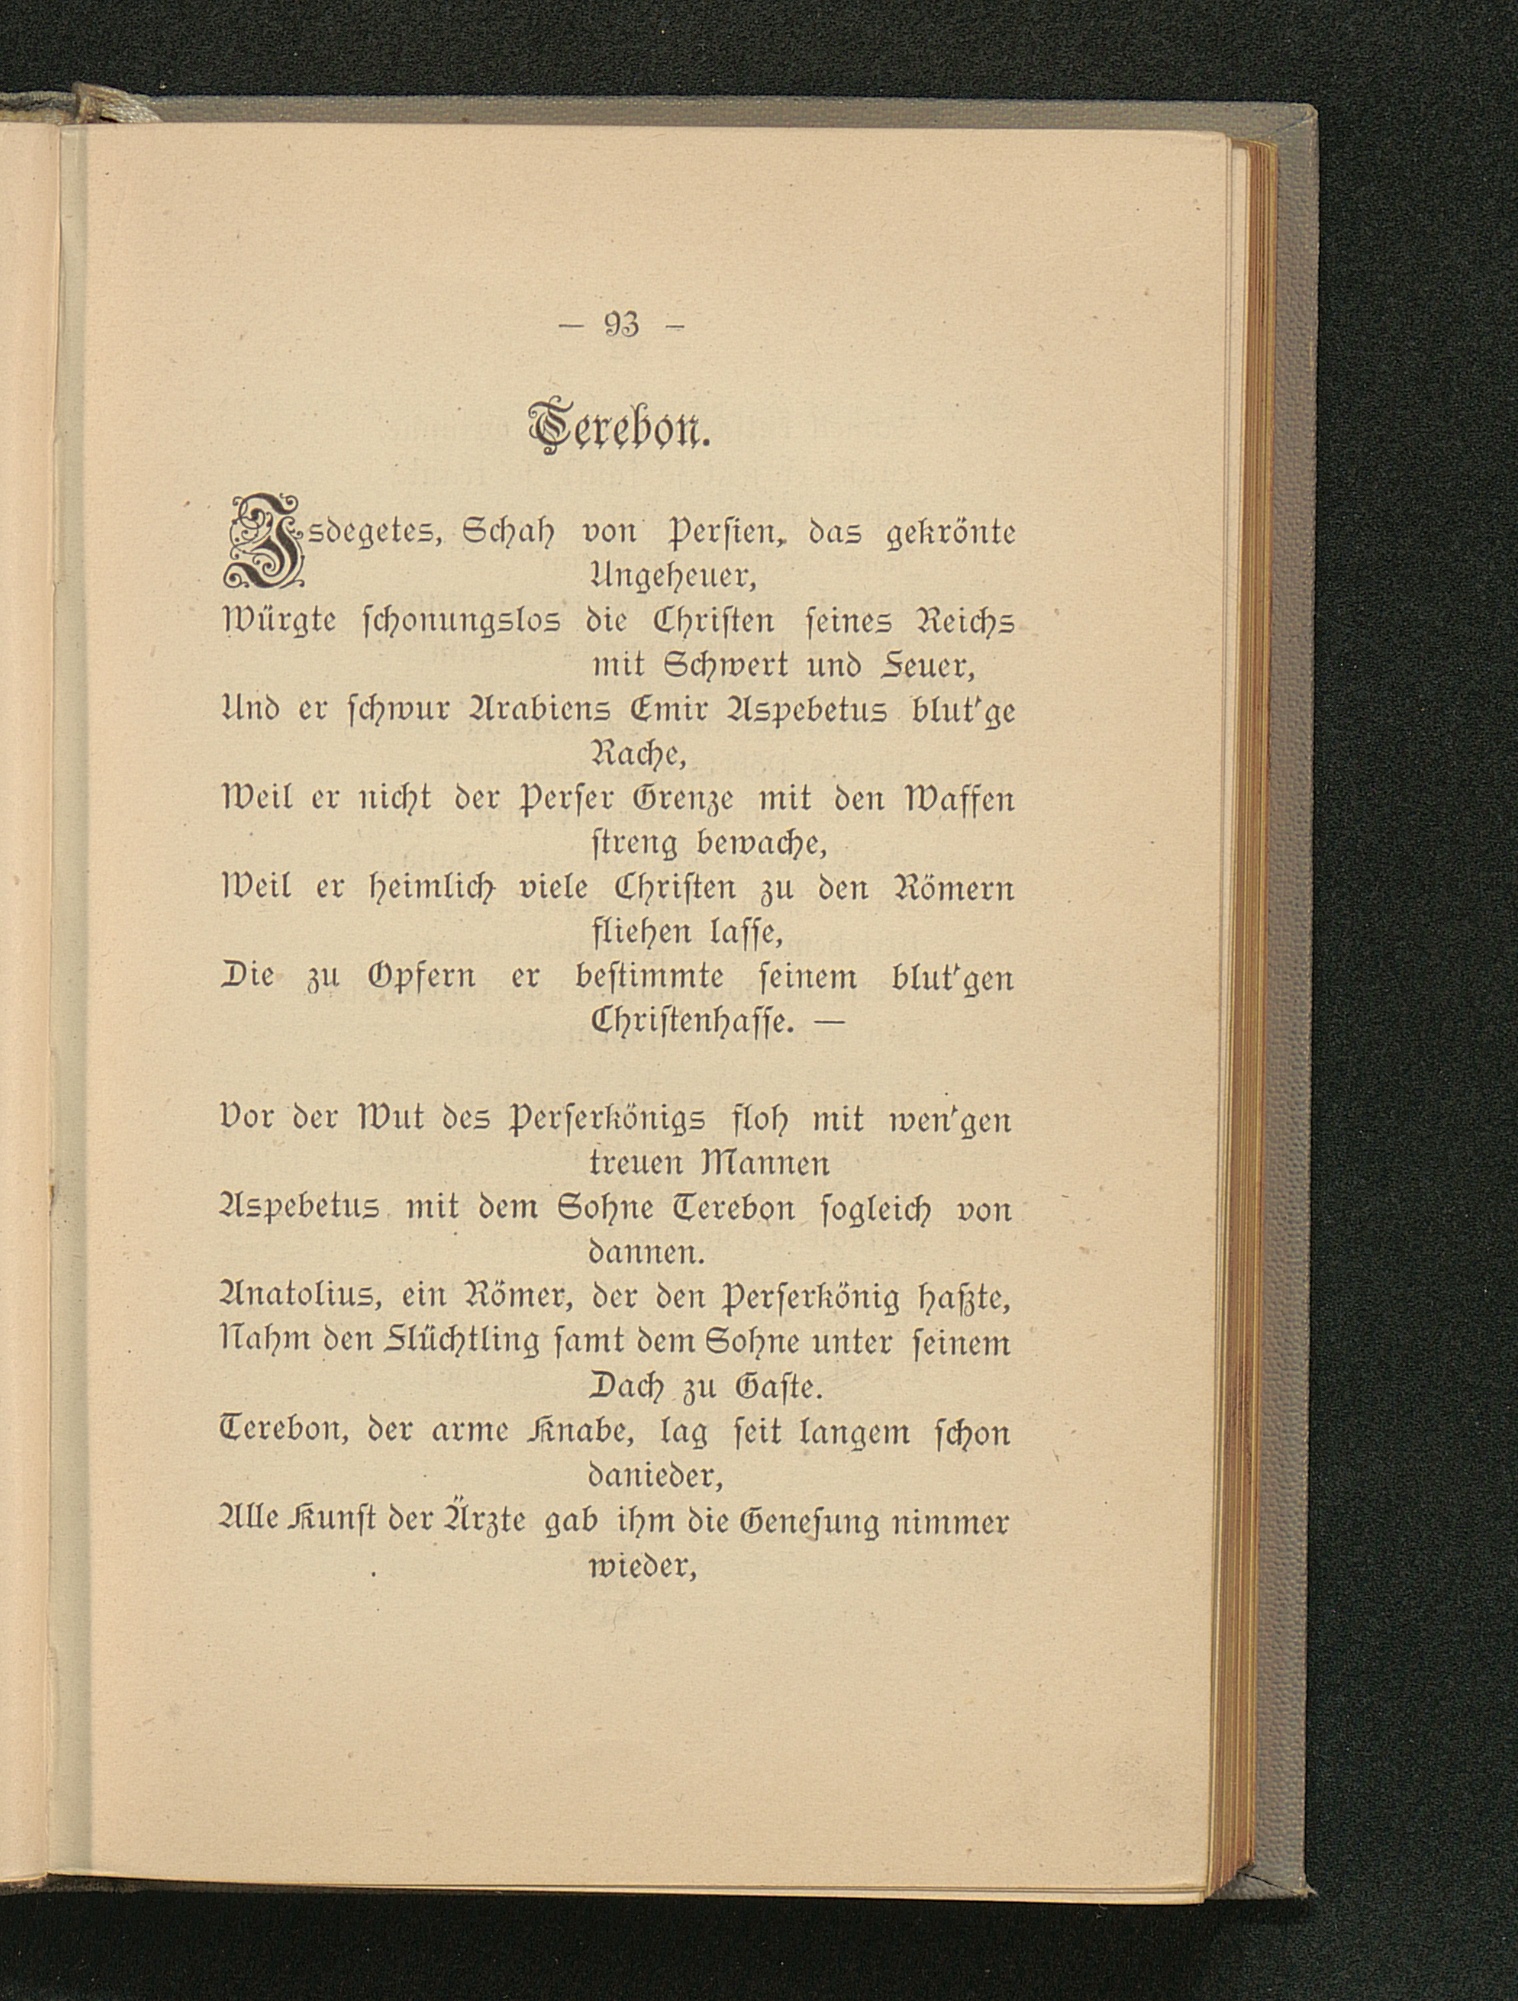 — 93 —
Terebon.
Isdegetes, Schah von Persien, das gekrönte
Ungeheuer,
Würgte schonungslos die Christen seines Reichs
mit Schwert und Feuer,
Und er schwur Arabiens Emir Aspebetus blut'ge
Rache,
Weil er nicht der Perser Grenze mit den Waffen
streng bewache,
Weil er heimlich viele Christen zu den Römern
fliehen lasse,
Die zu Opfern er bestimmte seinem blut'gen
Christenhasse. —
Vor der Wut des Perserkönigs floh mit wen'gen
treuen Mannen
Aspebetus mit dem Sohne Terebon sogleich von
dannen.
Anatolius, ein Römer, der den Perserkönig haßte,
Nahm den Flüchtling samt dem Sohne unter seinem
Dach zu Gaste.
Terebon, der arme Knabe, lag seit langem schon
danieder,
Alle Kunst der Ärzte gab ihm die Genesung nimmer
wieder,